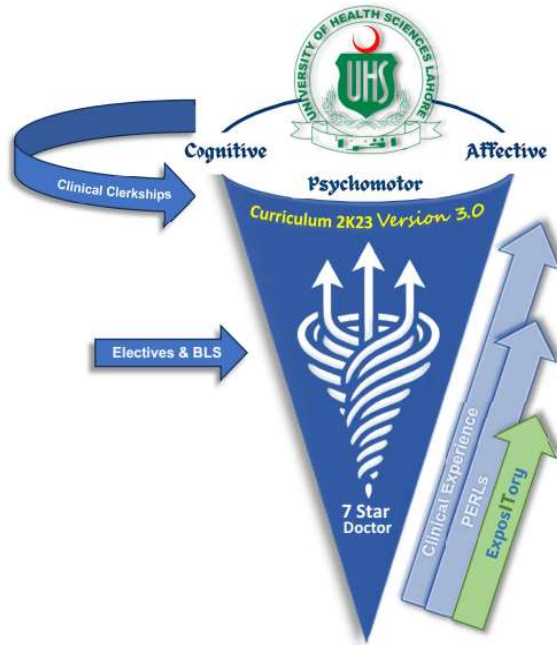 UNIVERSITY OF HEALTH SCIENCES LAHORE
UHS
Cognitive
Affective
Psychomotor
Clinical Clerkships
Curriculum 2K23 Version 3.0
Electives & BLS
7 Star
Doctor
Clinical Experience
PERLs
ExposITory